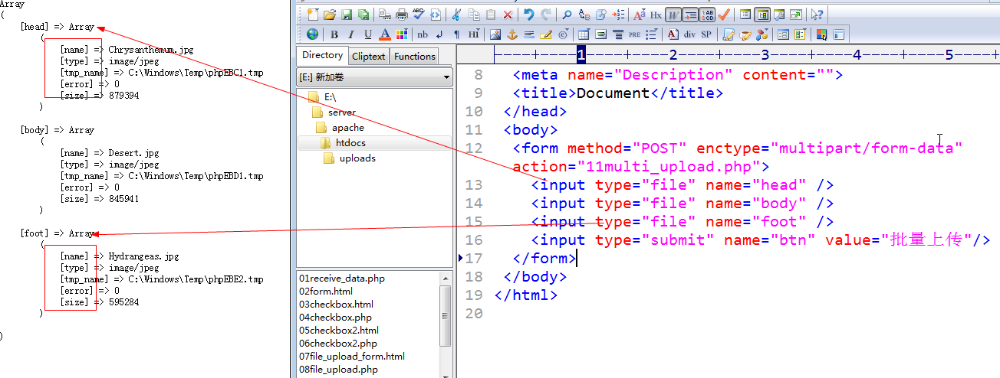 Array
(
[head] => Array
(
[name] => Chrysanthemum.jpg
[type] => image/jpeg
[tmp_name] => C:\Windows\Temp\phpEBC1.tmp
[error] => 0
[size] => 879394
)
[body] => Array
(
[name] => Desert.jpg
[type] => image/jpeg
[tmp_name] => C:\Windows\Temp\phpEBD1.tmp
[error] => 0
[size] => 845941
)
[foot] => Array
(
[name] => Hydrangeas.jpg
[type] => image/jpeg
[tmp_name] => C:\Windows\Temp\phpEBE2.tmp
[error] => 0
[size] => 595284
)
)
B I U A nb ¶ Hi PRE A div SP
Directory Cliptext Functions
[E:] 新加卷
E:\
server
apache
htdocs
uploads
01receive_data.php
02form.html
03checkbox.html
04checkbox.php
05checkbox2.html
06checkbox2.php
07file_upload_form.html
08file_upload.php
1 2 3 4 5
8 <meta name="Description" content="">
9 <title>Document</title>
10 </head>
11 <body>
12 <form method="POST" enctype="multipart/form-data"
action="11multi_upload.php">
13 <input type="file" name="head" />
14 <input type="file" name="body" />
15 <input type="file" name="foot" />
16 <input type="submit" name="btn" value="批量上传"/>
17 </form>
18 </body>
19 </html>
20